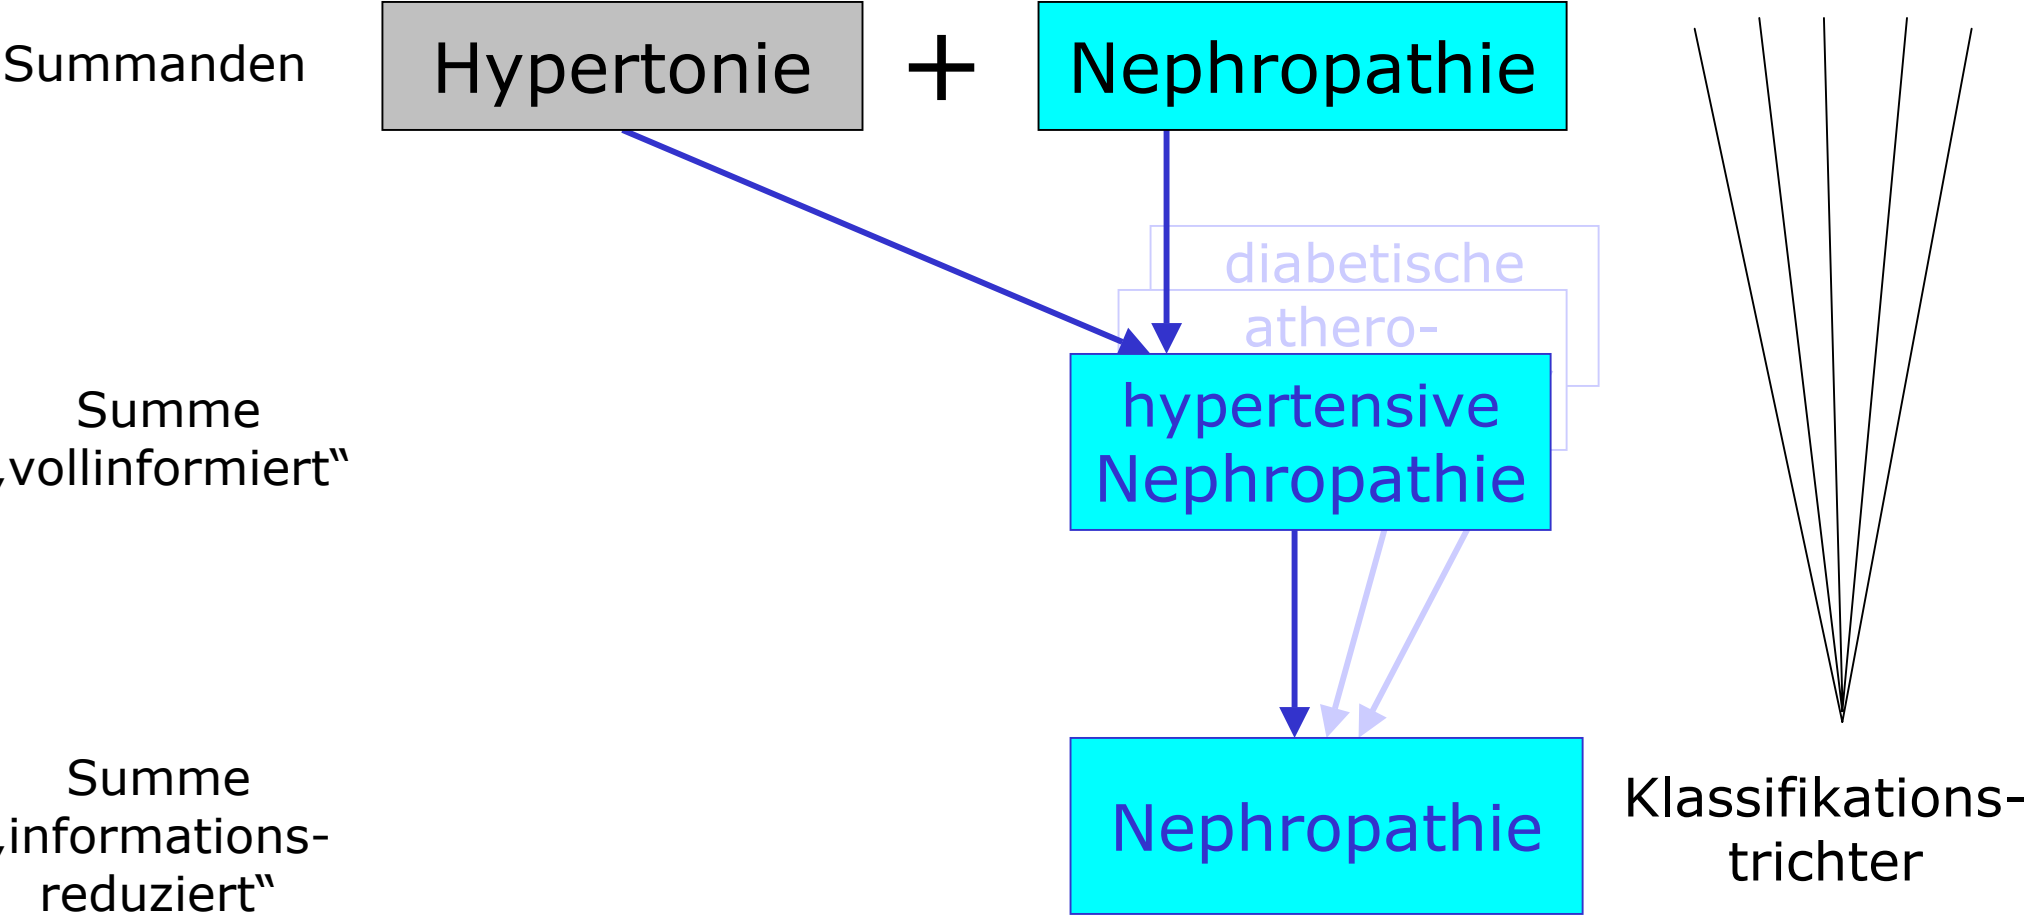 Summanden
Hypertonie
+
Nephropathie
diabetische
athero-
hypertensive
Nephropathie
Summe
„vollinformiert“
Summe
„informations-
reduziert“
Nephropathie
Klassifikations-
trichter